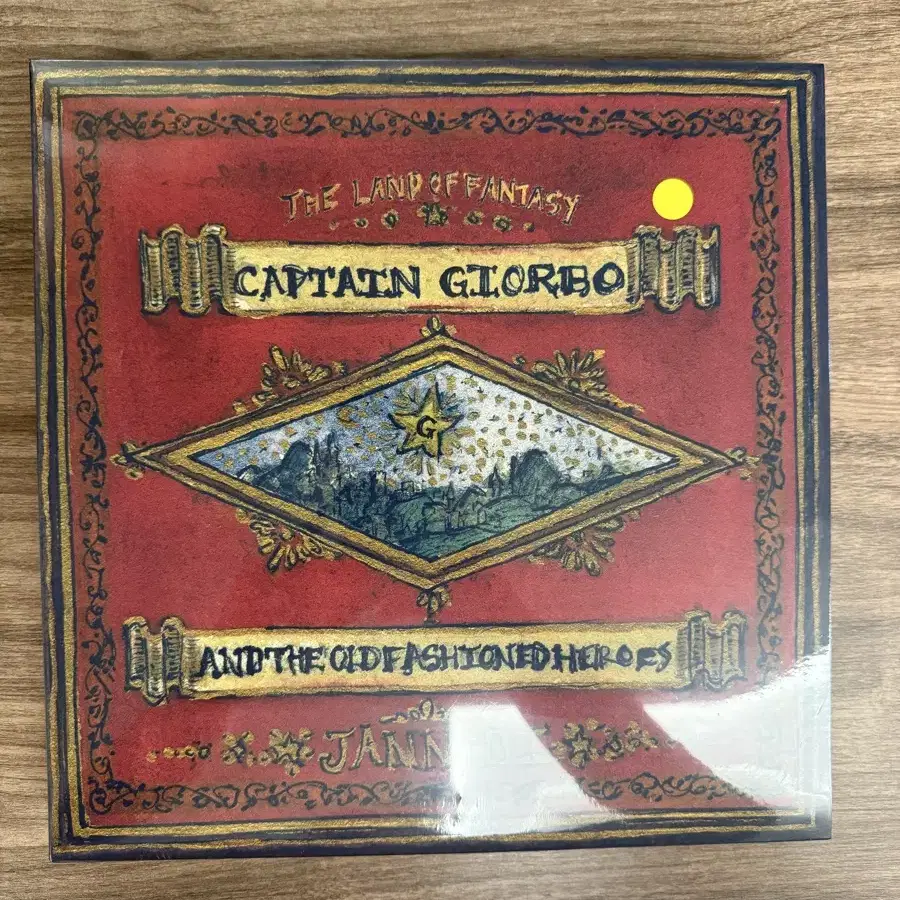 THE LAND OF FANTASY
CAPTAIN GIORBO
G
AND THE OLD FASHIONED HEROES